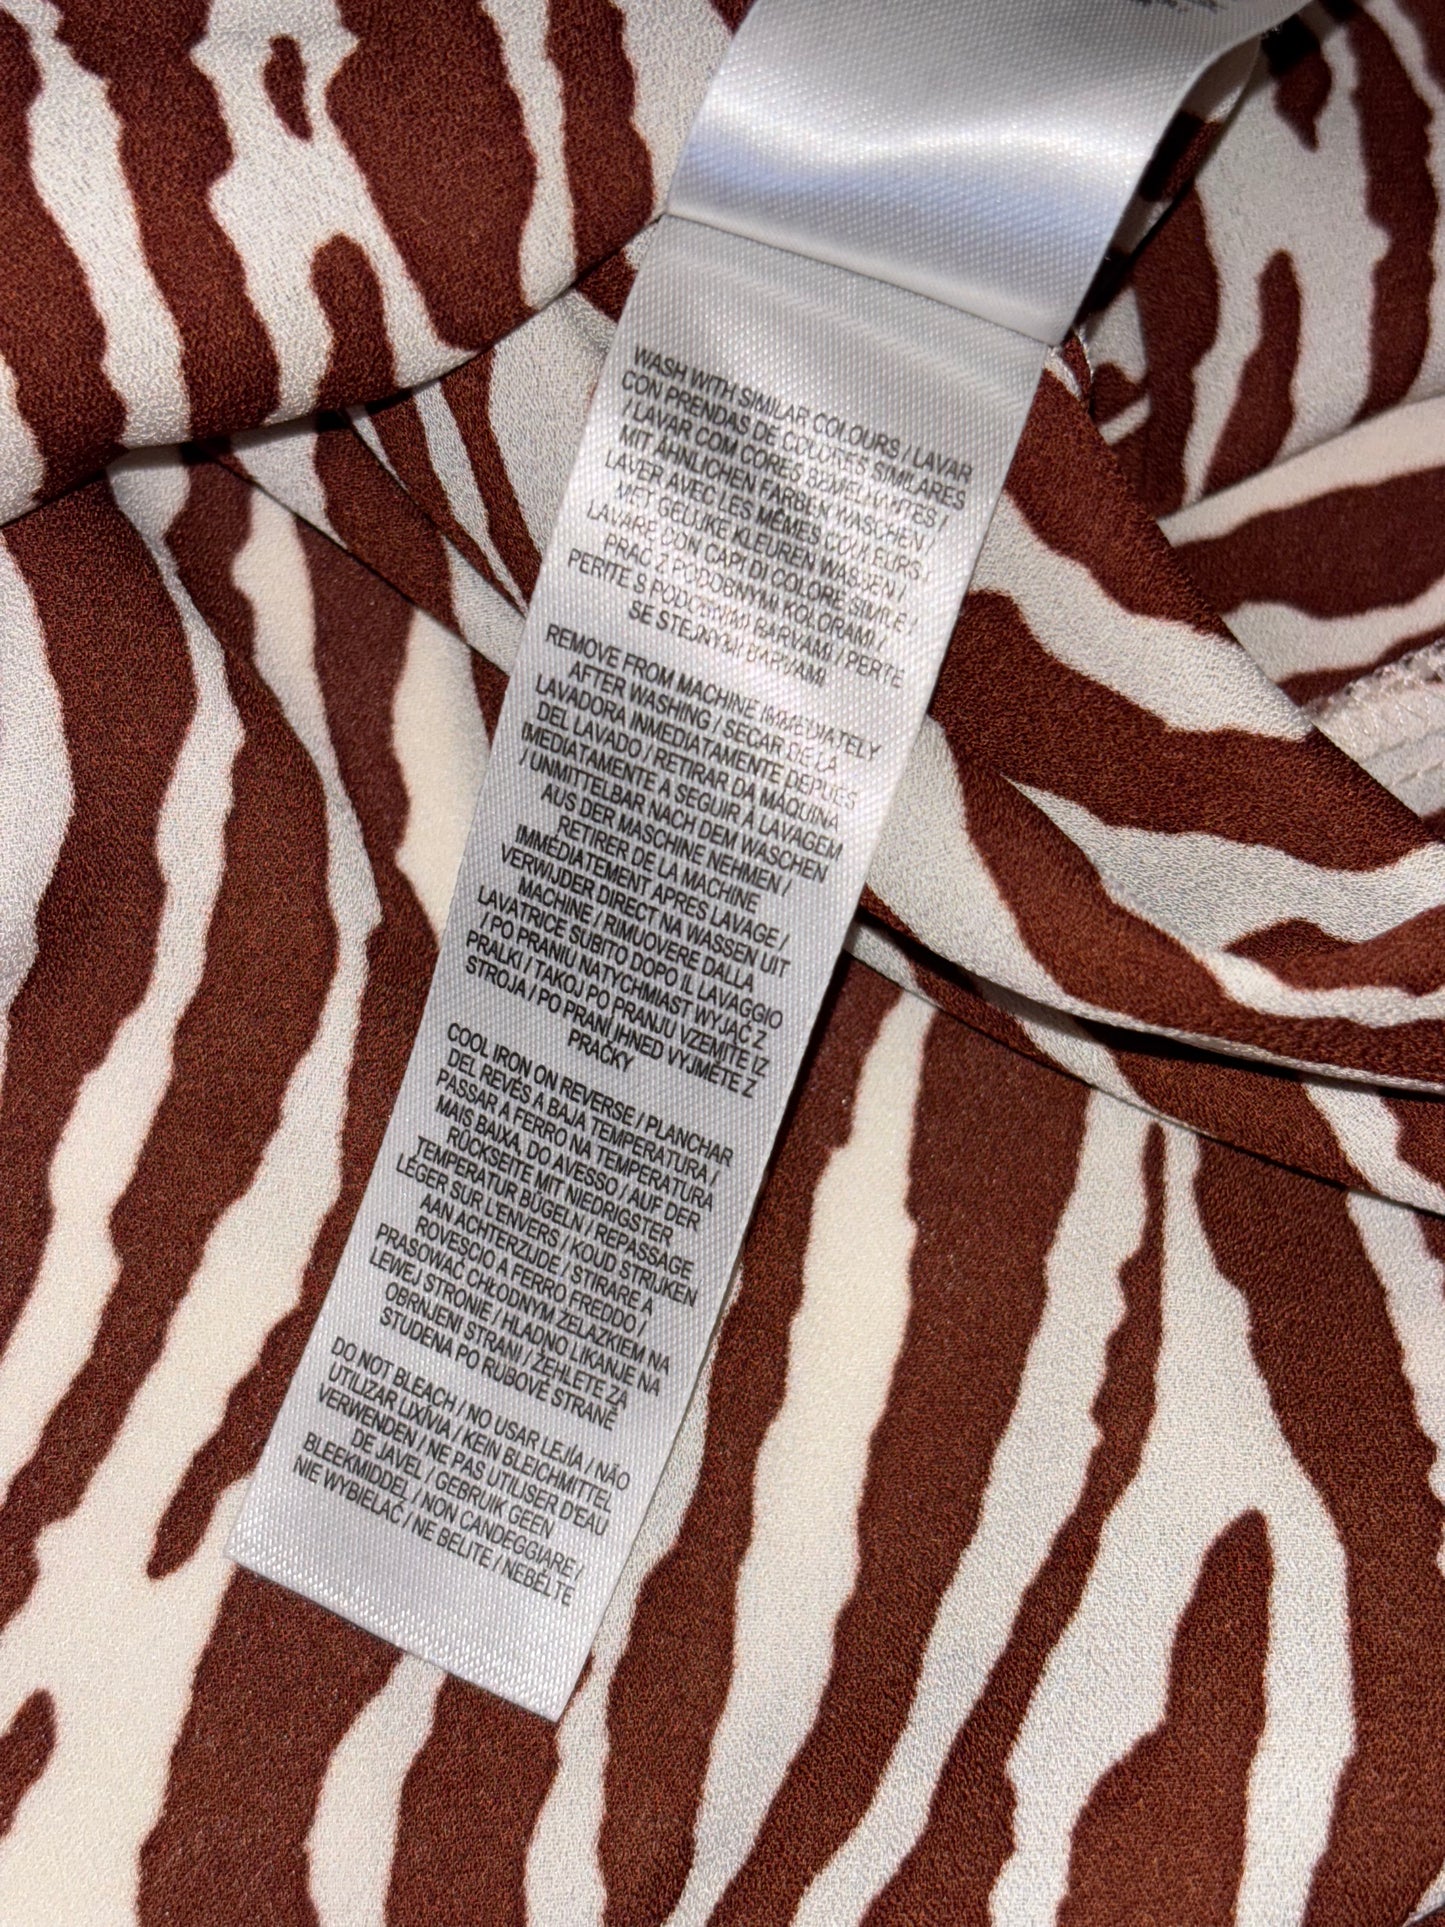 WASH WITH SIMILAR COLOURS / LAVAR
CON PRENDAS DE COLORES SIMILARES
/ LAVAR COM CORES SEMELHANTES /
MIT ÄHNLICHEN FARBEN WASCHEN /
LAVER AVEC LES MÊMES COULEURS /
MET GELIJKE KLEUREN WASSEN /
LAVARE CON CAPI DI COLORE SIMILE /
PRAĆ Z PODOBNYMI KOLORAMI /
PERITE S PODOBNIMI BARVAMI / PERTE
SE STEJNÝMI BARVAMI
REMOVE FROM MACHINE IMMEDIATELY
AFTER WASHING / SECAR DE LA
LAVADORA INMEDIATAMENTE DEPUES
DEL LAVADO / RETIRAR DA MÁQUINA
IMEDIATAMENTE A SEGUIR À LAVAGEM
/ UNMITTELBAR NACH DEM WASCHEN
AUS DER MASCHINE NEHMEN /
RETIRER DE LA MACHINE
IMMÉDIATEMENT APRES LAVAGE /
VERWIJDER DIRECT NA WASSEN UIT
MACHINE / RIMUOVERE DALLA
LAVATRICE SUBITO DOPO IL LAVAGGIO
/ PO PRANIU NATYCHMIAST WYJĄĆ Z
PRALKI / TAKOJ PO PRANJU VZEMITE IZ
STROJA / PO PRANÍ IHNED VYJMĚTE Z
PRAČKY
COOL IRON ON REVERSE / PLANCHAR
DEL REVÉS A BAJA TEMPERATURA /
PASSAR A FERRO NA TEMPERATURA
MAIS BAIXA, DO AVESSO / AUF DER
RÜCKSEITE MIT NIEDRIGSTER
TEMPERATUR BÜGELN / REPASSAGE
LÉGER SUR L'ENVERS / KOUD STRIJKEN
AAN ACHTERZIJDE / STIRARE A
ROVESCIO A FERRO FREDDO /
PRASOWAĆ CHŁODNYM ŻELAZKIEM NA
LEWEJ STRONIE / HLADNO LIKANJE NA
OBRNJENI STRANI / ŽEHLETE ZA
STUDENA PO RUBOVÉ STRANĚ
DO NOT BLEACH / NO USAR LEJÍA / NÃO
UTILIZAR LIXÍVIA / KEIN BLEICHMITTEL
VERWENDEN / NE PAS UTILISER D'EAU
DE JAVEL / GEBRUIK GEEN
BLEEKMIDDEL / NON CANDEGGIARE /
NIE WYBIELAĆ / NE BELITE / NEBĚLTE